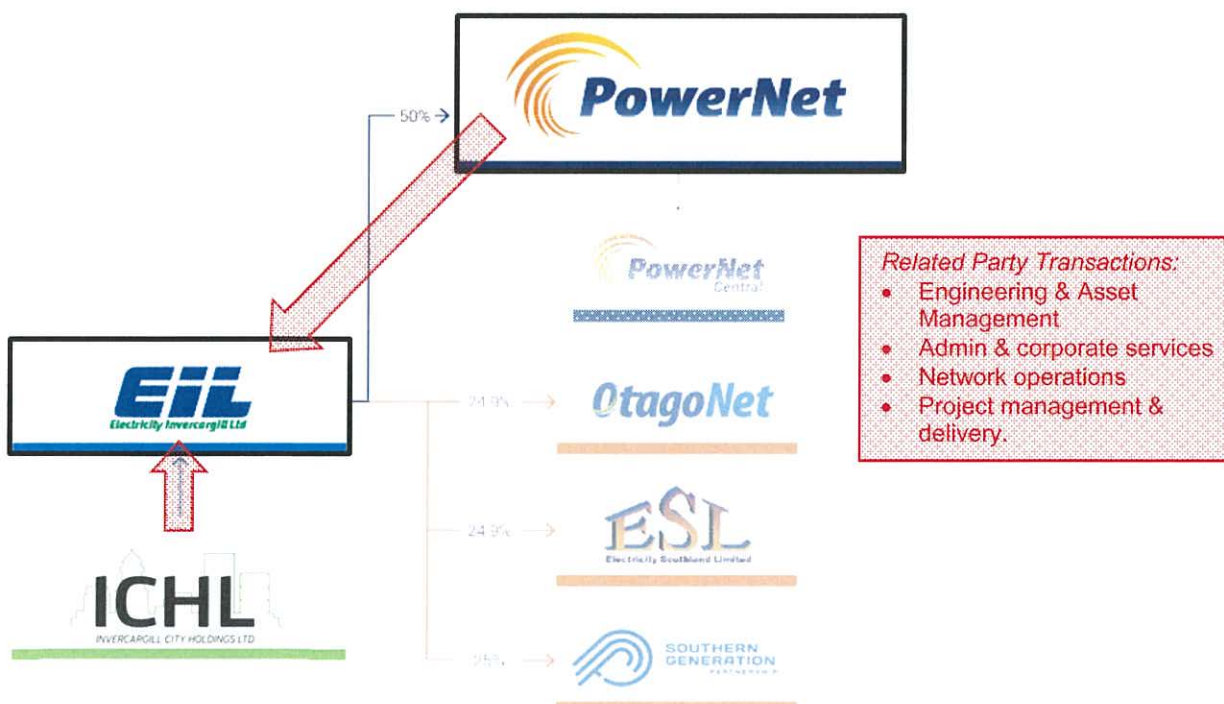 PowerNet
50%
PowerNet
Central
Related Party Transactions:
• Engineering & Asset
Management
• Admin & corporate services
• Network operations
• Project management &
delivery.
EIL
Electricity Invercargill Ltd
24.9%
OtagoNet
24.9%
ESL
Electricity Southland Limited
ICHL
INVERCARGILL CITY HOLDINGS LTD
25%
SOUTHERN
GENERATION
PARTNERSHIP